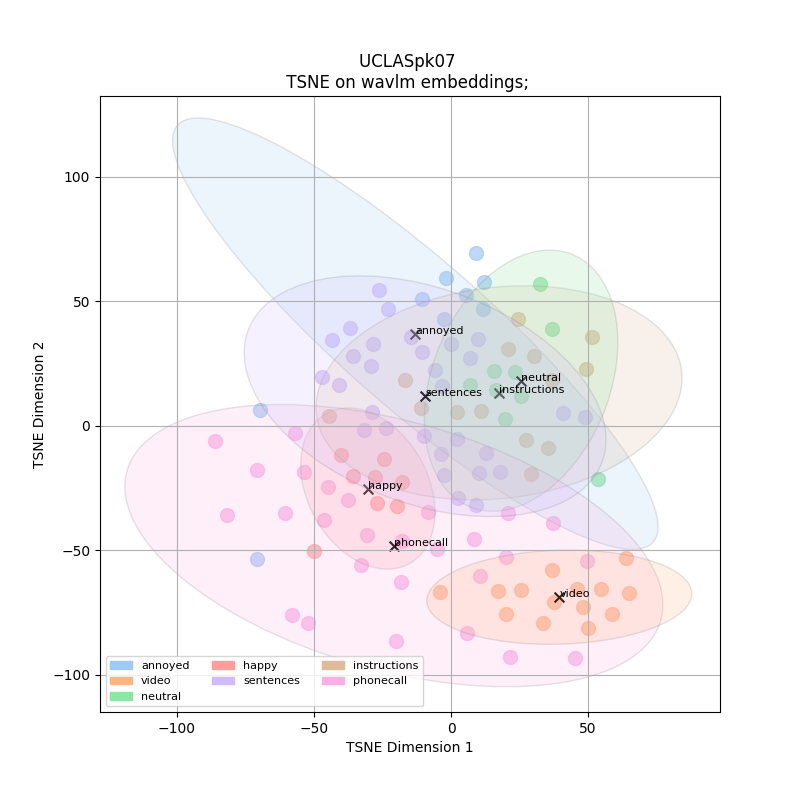 UCLASpk07
TSNE on wavlm embeddings;
TSNE Dimension 2
100
50
0
−50
−100
annoyed
neutral
instructions
sentences
happy
phonecall
video
annoyed
video
neutral
happy
sentences
instructions
phonecall
−100
−50
0
50
TSNE Dimension 1